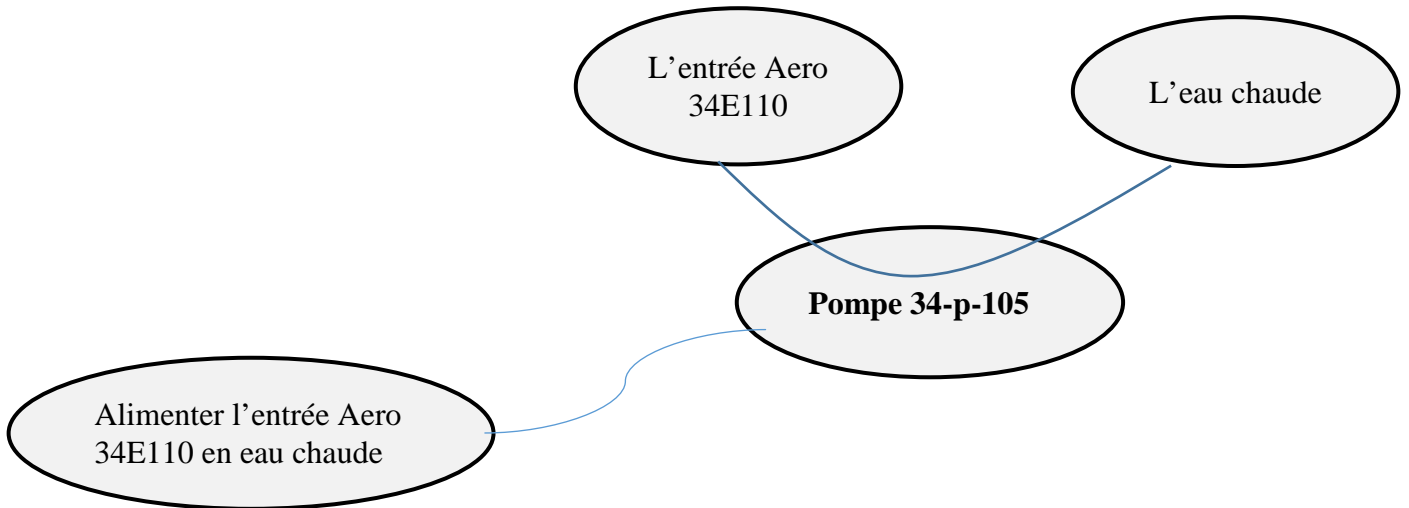 L’entrée Aero
34E110
L’eau chaude
Pompe 34-p-105
Alimenter l’entrée Aero
34E110 en eau chaude